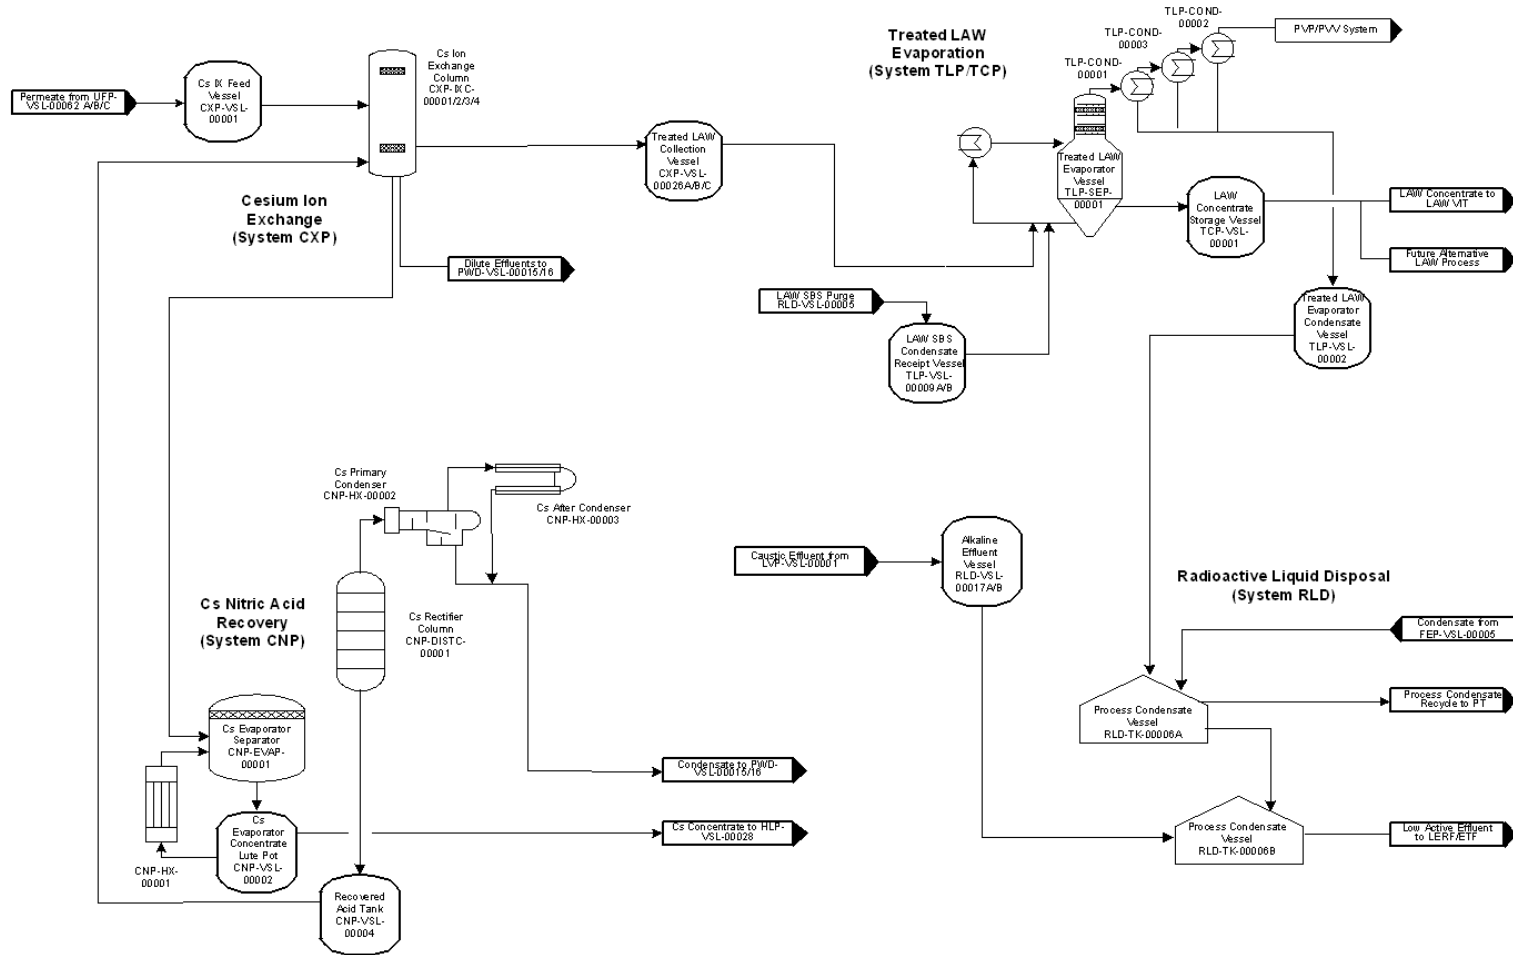 TLP-COND-
00002
Treated LAW
Evaporation
(System TLP/TCP)
TLP-COND-
00003
PVP/PVV System
Cs Ion
Exchange
Column
CXP-IXC-
00001/2/3/4
TLP-COND-
00001
Cs IX Feed
Vessel
CXP-VSL-
00001
Permeate from UFP-
VSL-00062 A/B/C
Treated LAW
Collection
Vessel
CXP-VSL-
00026A/B/C
Treated LAW
Evaporator
Vessel
TLP-SEP-
00001
LAW
Concentrate
Storage Vessel
TCP-VSL-
00001
LAW Concentrate to
LAW VIT
Cesium Ion
Exchange
(System CXP)
Future Alternative
LAW Process
Dilute Effluents to
PWD-VSL-00015/16
LAW SBS Purge
RLD-VSL-00005
Treated LAW
Evaporator
Condensate
Vessel
TLP-VSL-
00002
LAW SBS
Condensate
Receipt Vessel
TLP-VSL-
00009A/B
Cs Primary
Condenser
CNP-HX-00002
Cs After Condenser
CNP-HX-00003
Caustic Effluent from
LVP-VSL-00001
Alkaline
Effluent
Vessel
RLD-VSL-
00017A/B
Radioactive Liquid Disposal
(System RLD)
Cs Nitric Acid
Recovery
(System CNP)
Cs Rectifier
Column
CNP-DISTC-
00001
Condensate from
FEP-VSL-00005
Process Condensate
Recycle to PT
Process Condensate
Vessel
RLD-TK-00006A
Cs Evaporator
Separator
CNP-EVAP-
00001
Condensate to PWD-
VSL-00015/16
Cs
Evaporator
Concentrate
Lute Pot
CNP-VSL-
00002
Cs Concentrate to HLP-
VSL-00028
Process Condensate
Vessel
RLD-TK-00006B
Low Active Effluent
to LERF/ETF
CNP-HX-
00001
Recovered
Acid Tank
CNP-VSL-
00004